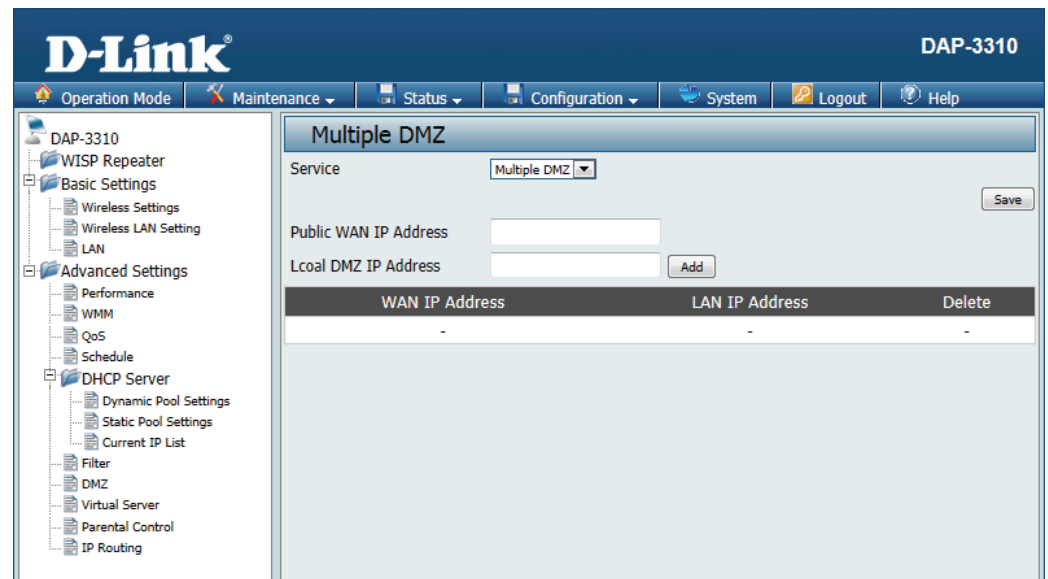 D-Link®
DAP-3310
Operation Mode Maintenance Status Configuration System Logout Help
DAP-3310
WISP Repeater
Basic Settings
Wireless Settings
Wireless LAN Setting
LAN
Advanced Settings
Performance
WMM
QoS
Schedule
DHCP Server
Dynamic Pool Settings
Static Pool Settings
Current IP List
Filter
DMZ
Virtual Server
Parental Control
IP Routing
Multiple DMZ
Service Multiple DMZ
Save
Public WAN IP Address
Lcoal DMZ IP Address Add
WAN IP Address LAN IP Address Delete
- - -